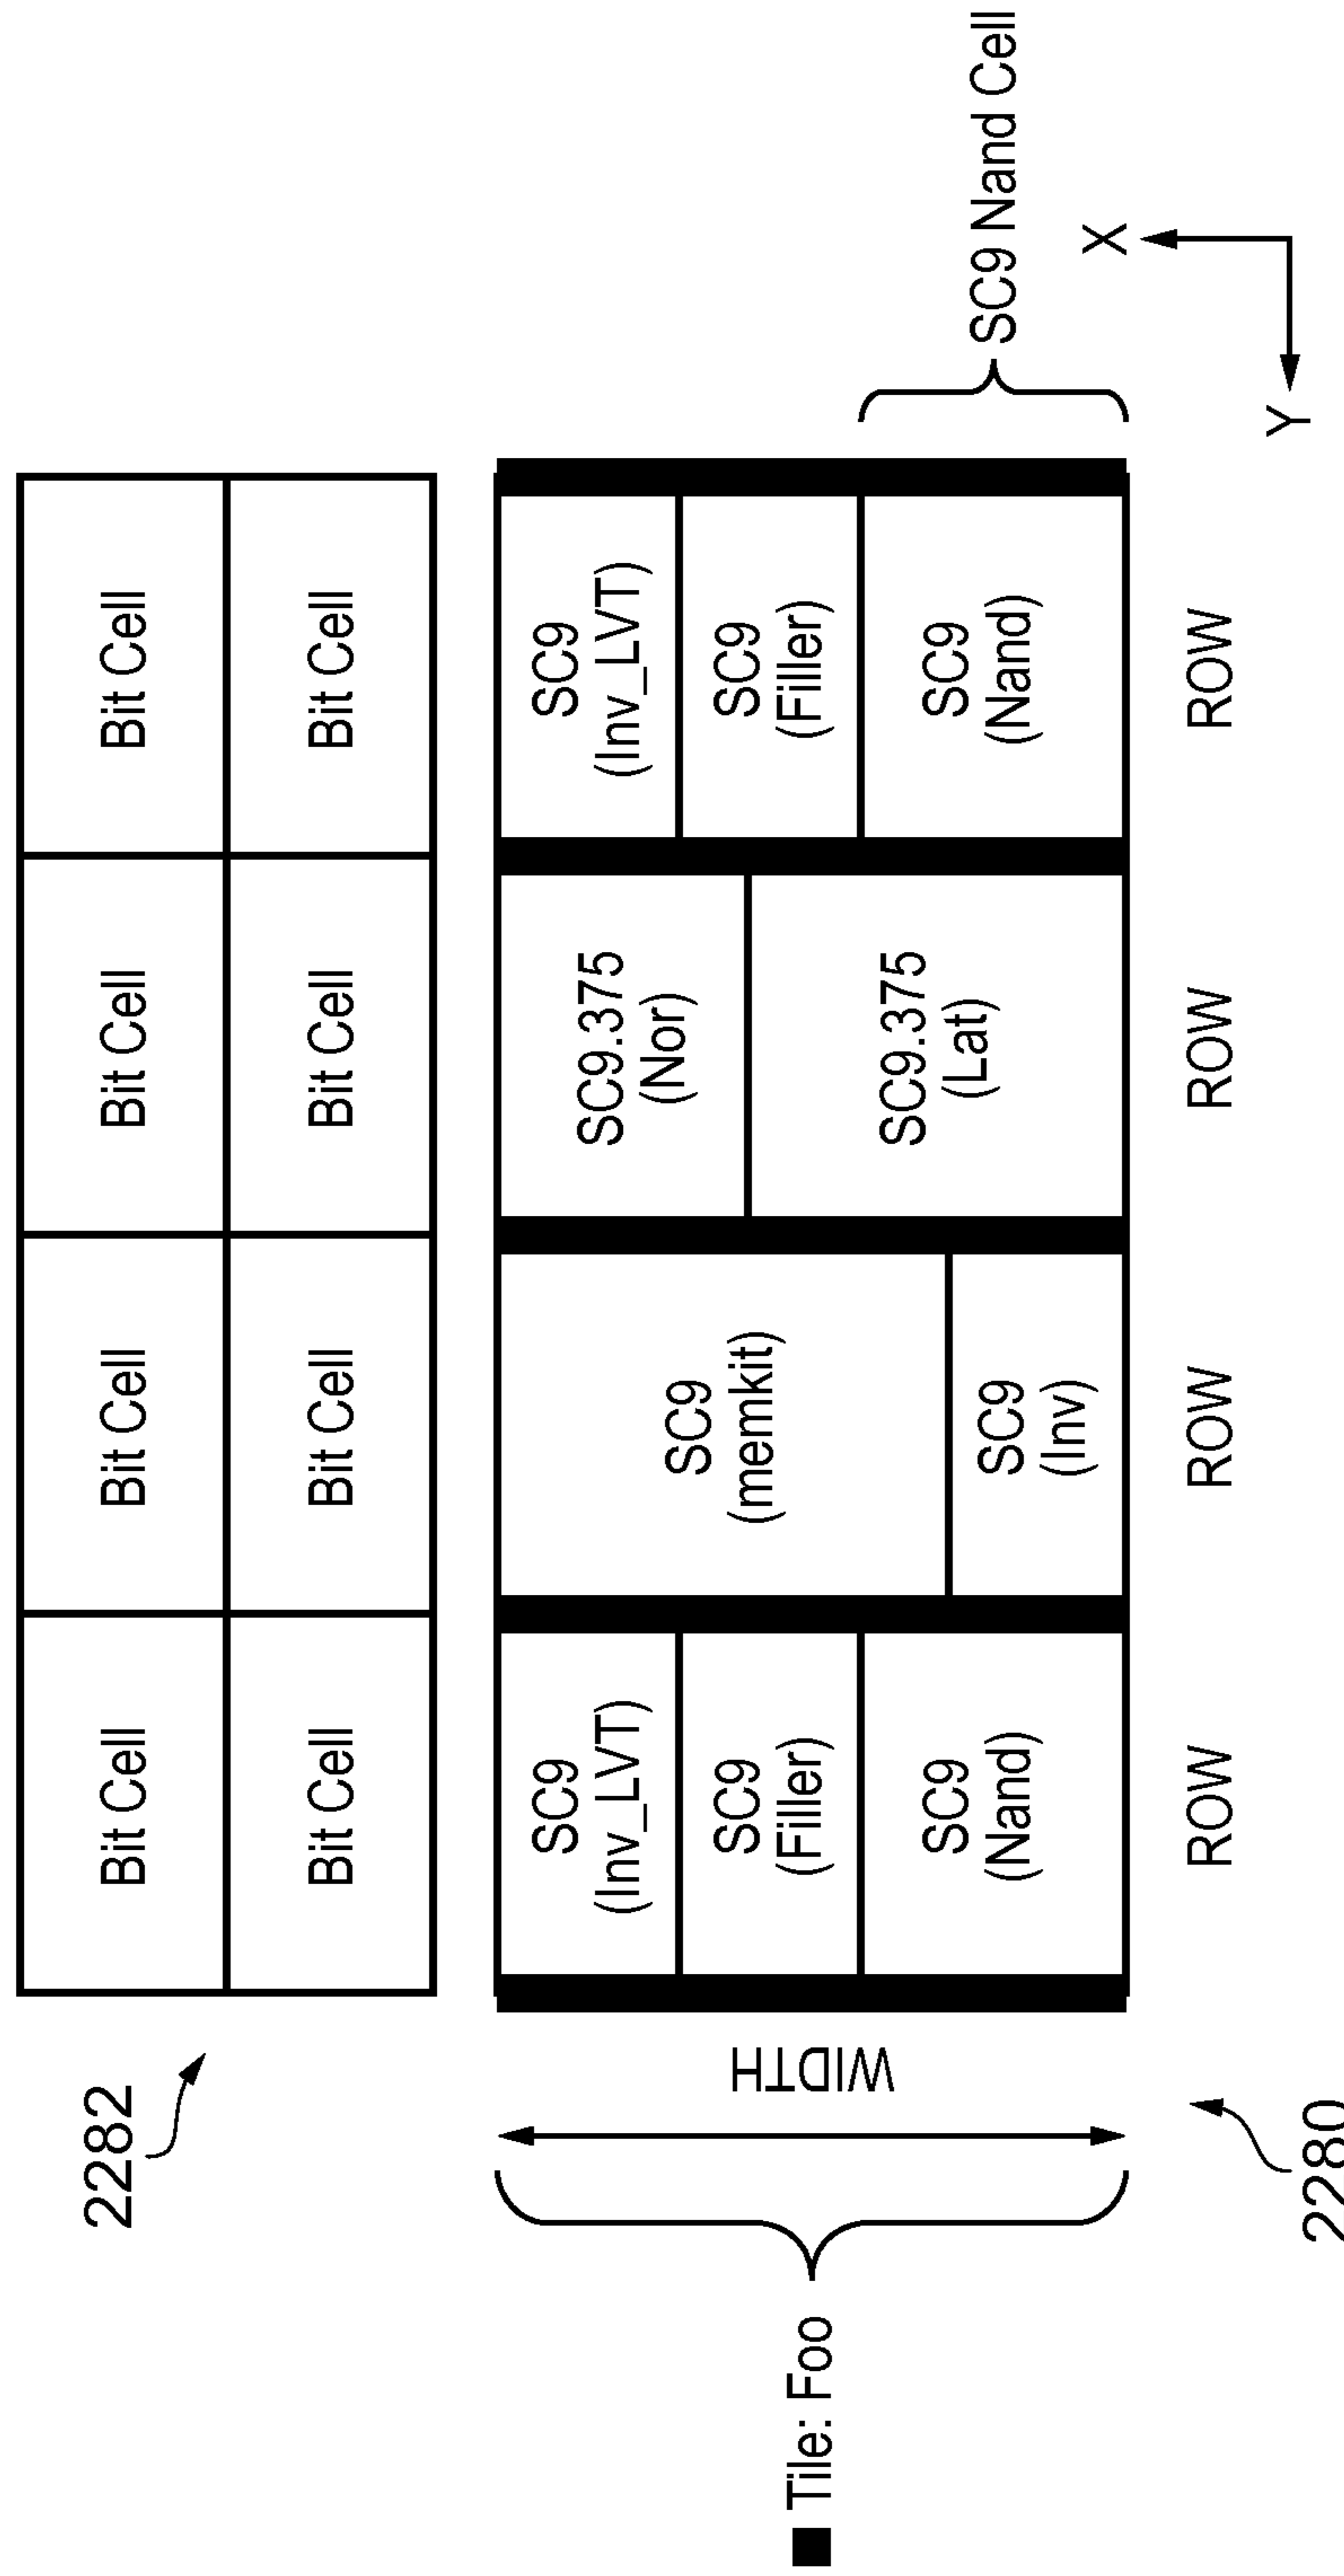 2282
Bit Cell
Bit Cell
Bit Cell
Bit Cell
Bit Cell
Bit Cell
Bit Cell
Bit Cell
Tile: Foo
WIDTH
SC9
(Inv_LVT)
SC9
(Filler)
SC9
(Nand)
SC9
(memkit)
SC9
(Inv)
SC9.375
(Nor)
SC9.375
(Lat)
SC9
(Inv_LVT)
SC9
(Filler)
SC9
(Nand)
SC9 Nand Cell
X
Y
ROW
ROW
ROW
ROW
2280